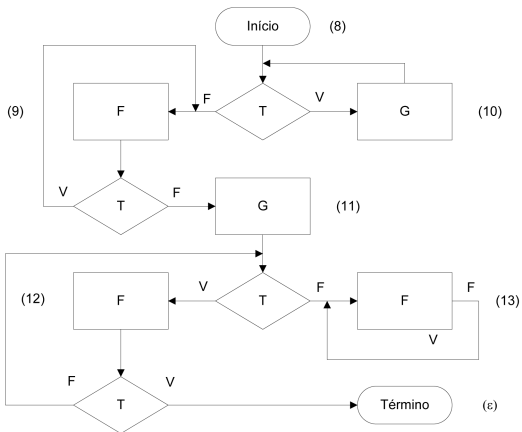 Início (8)
F V
(9) F T G (10)
V F
T G (11)
V F F
(12) F T F (13)
V
F V
T Término (ε)